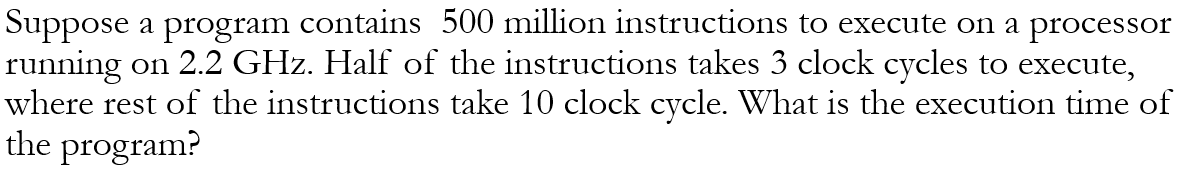 Suppose a program contains 500 million instructions to execute on a processor
running on 2.2 GHz. Half of the instructions takes 3 clock cycles to execute,
where rest of the instructions take 10 clock cycle. What is the execution time of
the program?